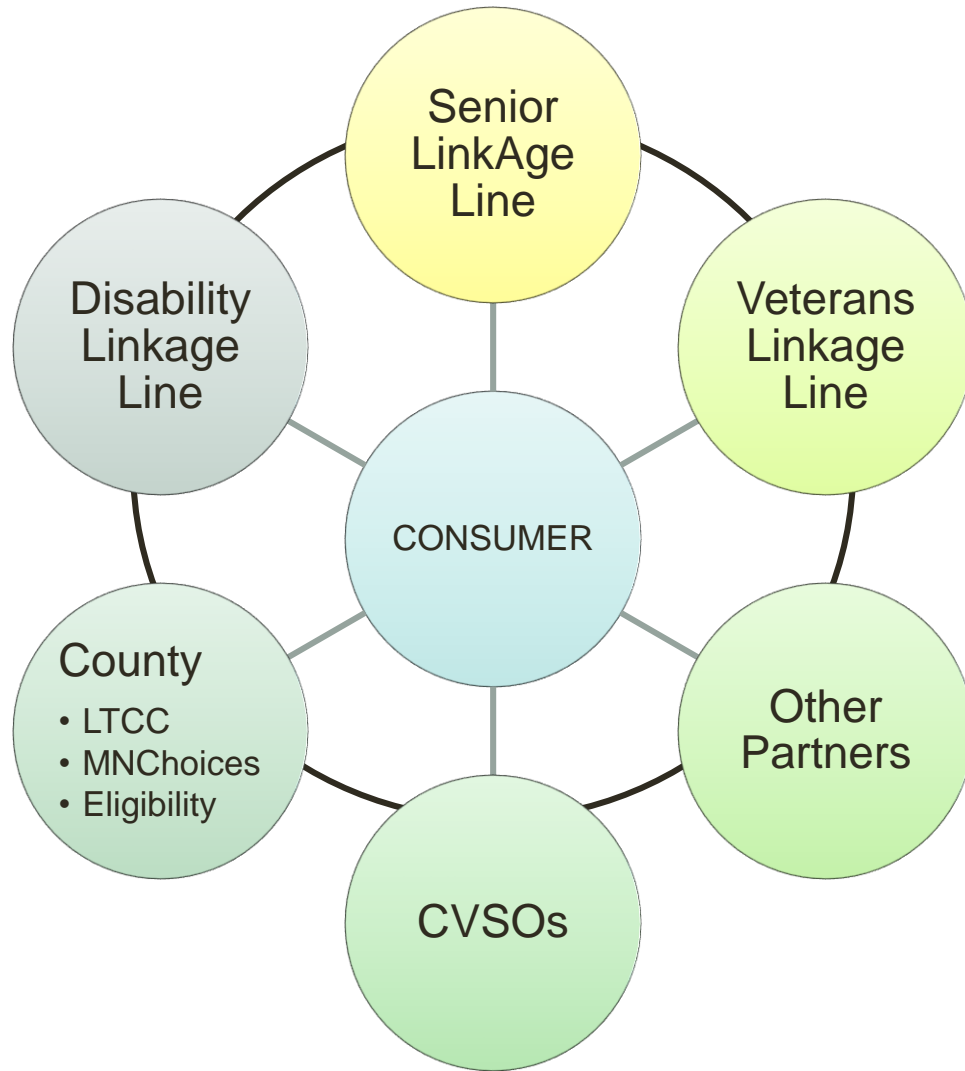 Senior
LinkAge
Line
Disability
Linkage
Line
Veterans
Linkage
Line
CONSUMER
County
• LTCC
• MNChoices
• Eligibility
Other
Partners
CVSOs